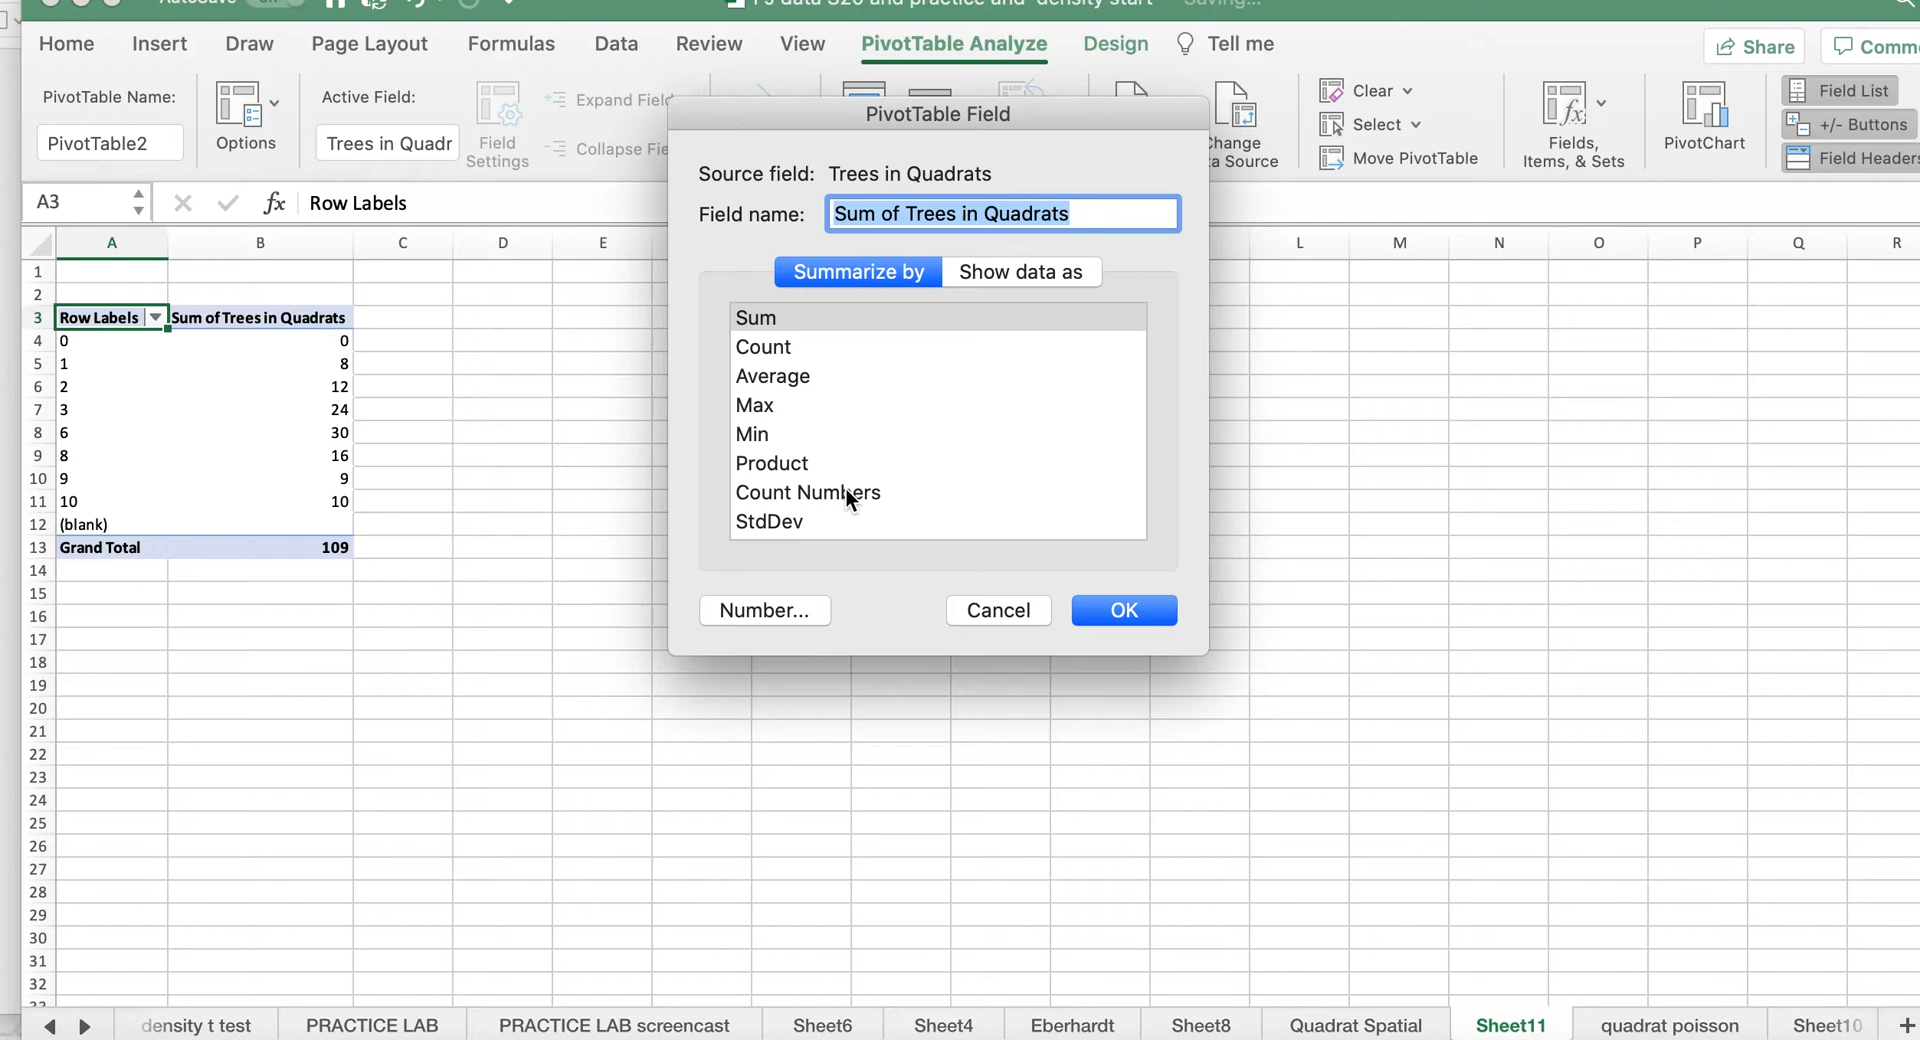 Home Insert Draw Page Layout Formulas Data Review View PivotTable Analyze Design Tell me Share
PivotTable Name:
PivotTable2
Options
Active Field:
Trees in Quadr
Field Settings
Expand Field
Collapse Fie
Clear
Select
Move PivotTable
Fields, Items, & Sets
PivotChart
Field List
+/- Buttons
Field Headers
A3 fx Row Labels
A B C D E L M N O P Q R
1
2
3 Row Labels Sum of Trees in Quadrats
4 0 0
5 1 8
6 2 12
7 3 24
8 6 30
9 8 16
10 9 9
11 10 10
12 (blank)
13 Grand Total 109
14
15
16
17
18
19
20
21
22
23
24
25
26
27
28
29
30
31
32
PivotTable Field
Source field: Trees in Quadrats
Field name: Sum of Trees in Quadrats
Summarize by Show data as
Sum
Count
Average
Max
Min
Product
Count Numbers
StdDev
Number... Cancel OK
density t test PRACTICE LAB PRACTICE LAB screencast Sheet6 Sheet4 Eberhardt Sheet8 Quadrat Spatial Sheet11 quadrat poisson Sheet10 +